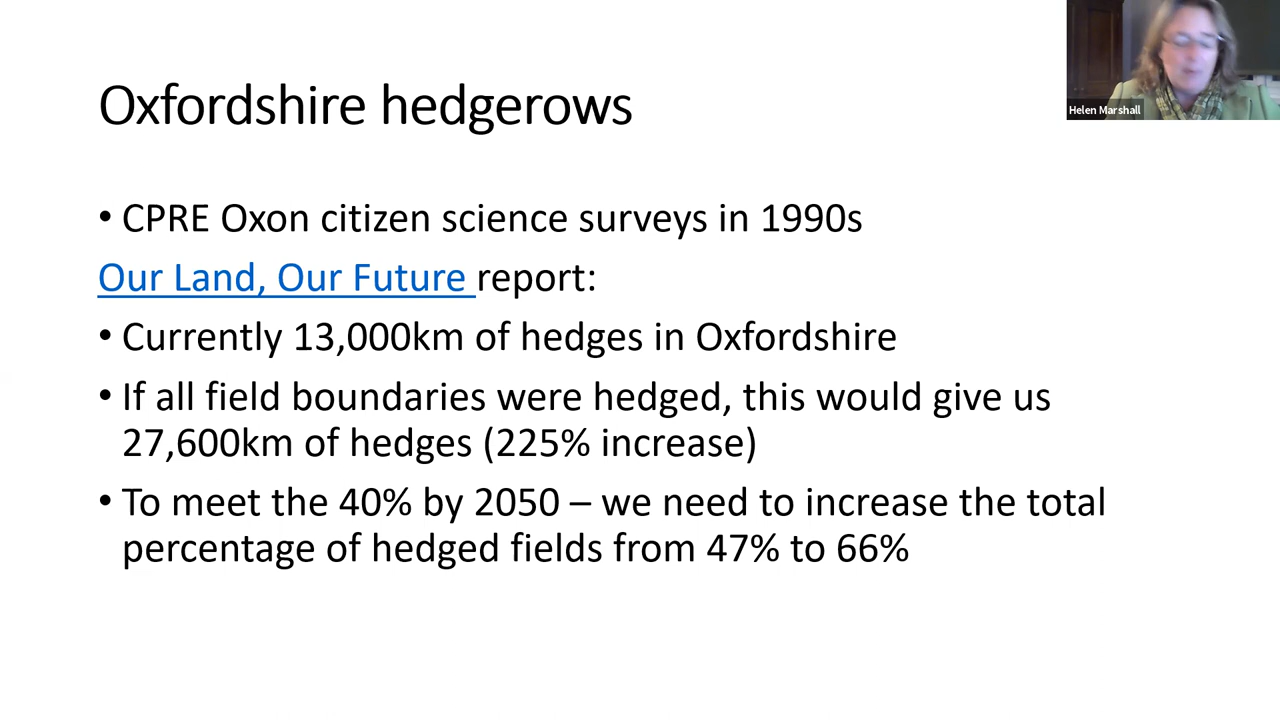 Helen Marshall
Oxfordshire hedgerows
• CPRE Oxon citizen science surveys in 1990s
Our Land, Our Future report:
• Currently 13,000km of hedges in Oxfordshire
• If all field boundaries were hedged, this would give us
27,600km of hedges (225% increase)
• To meet the 40% by 2050 – we need to increase the total
percentage of hedged fields from 47% to 66%